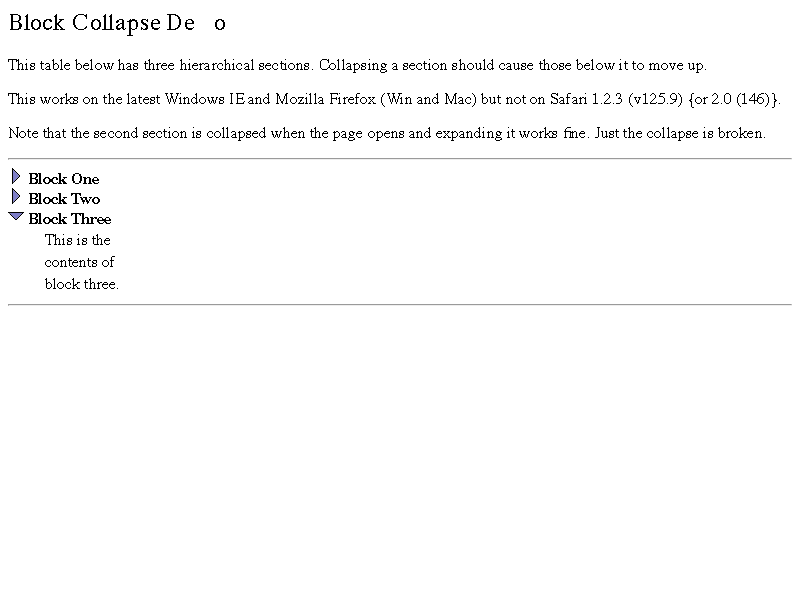 Block Collapse De o
This table below has three hierarchical sections. Collapsing a section should cause those below it to move up.
This works on the latest Windows IE and Mozilla Firefox (Win and Mac) but not on Safari 1.2.3 (v125.9) {or 2.0 (146)}.
Note that the second section is collapsed when the page opens and expanding it works fine. Just the collapse is broken.
Block One
Block Two
Block Three
This is the
contents of
block three.